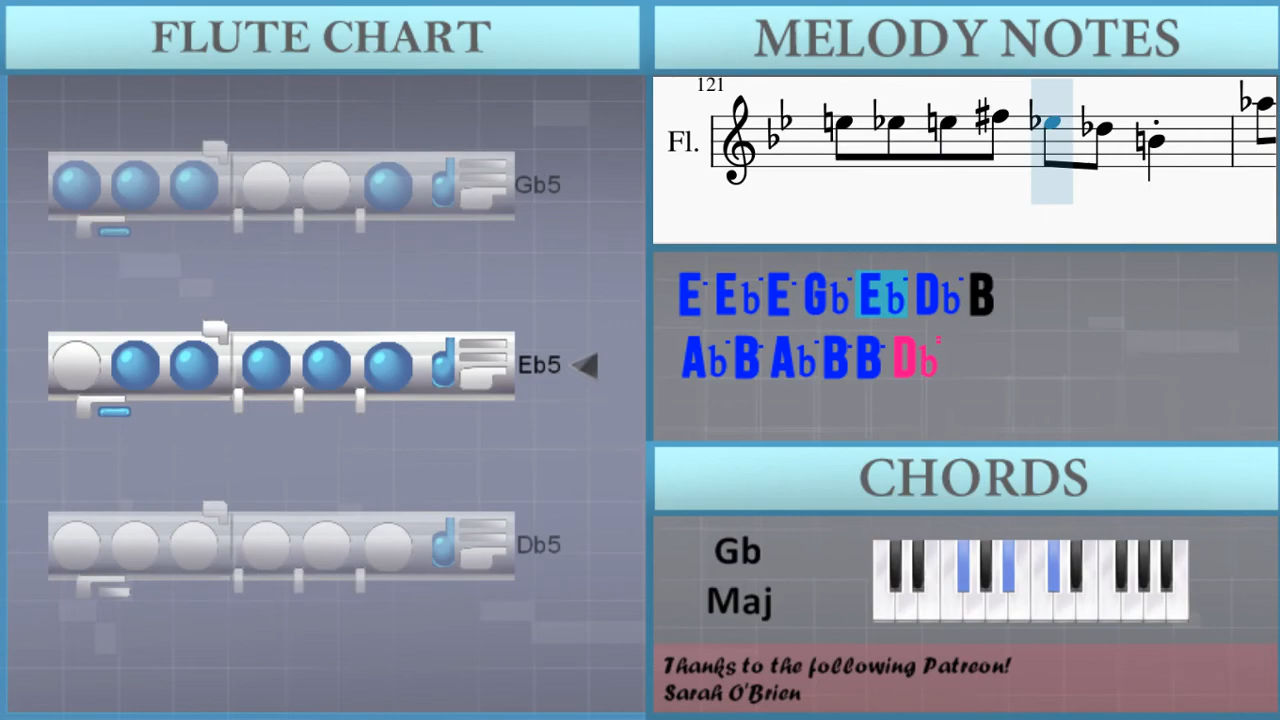 FLUTE CHART
Gb5
Eb5
Db5
MELODY NOTES
121
Fl.
E Eb E Gb Eb Db B
Ab B Ab B B Db
CHORDS
Gb
Maj
Thanks to the following Patreon!
Sarah O'Brien